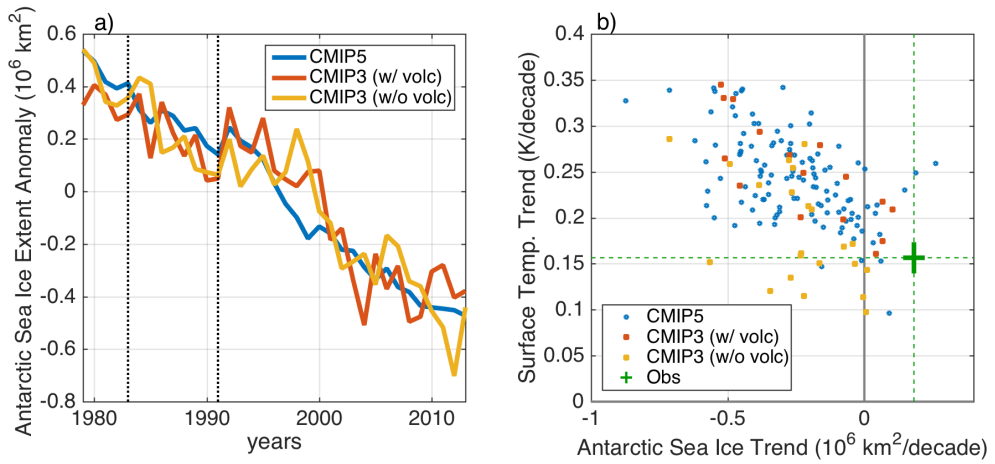 a)
Antarctic Sea Ice Extent Anomaly (10⁶ km²)
0.6
0.4
0.2
0
-0.2
-0.4
-0.6
-0.8
CMIP5
CMIP3 (w/ volc)
CMIP3 (w/o volc)
1980 1990 2000 2010
years
b)
Surface Temp. Trend (K/decade)
0.4
0.35
0.3
0.25
0.2
0.15
0.1
0.05
0
CMIP5
CMIP3 (w/ volc)
CMIP3 (w/o volc)
Obs
-1 -0.5 0
Antarctic Sea Ice Trend (10⁶ km²/decade)